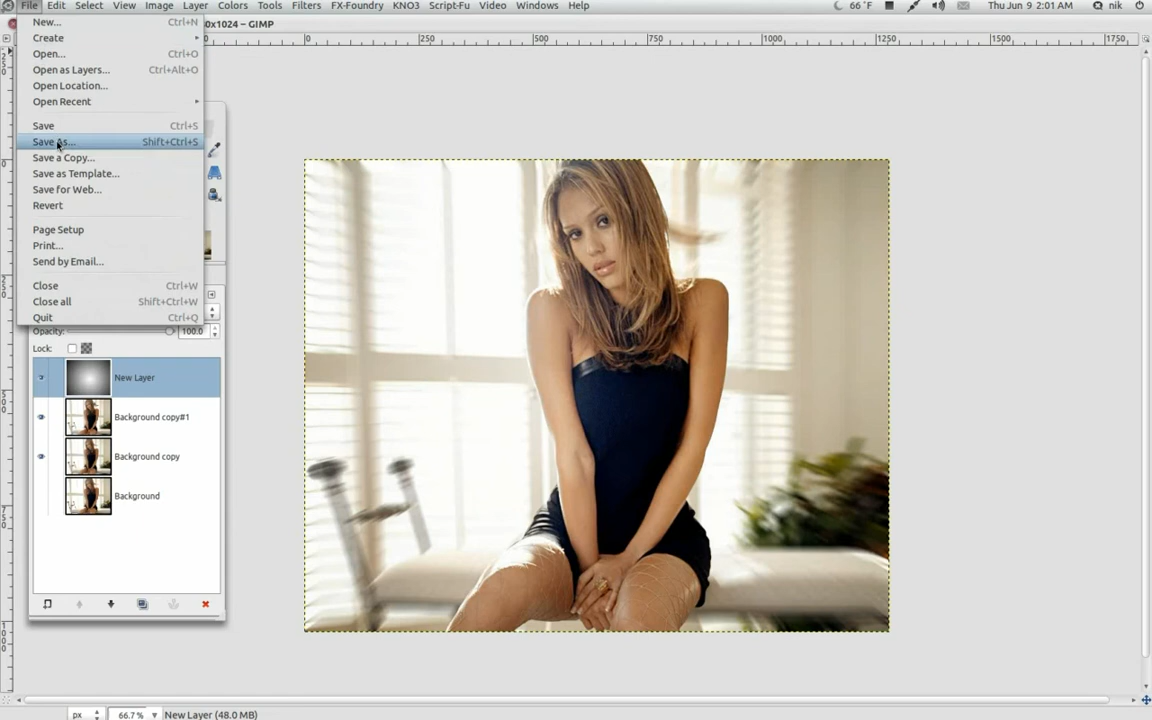 File Edit Select View Image Layer Colors Tools Filters FX-Foundry KNO3 Script-Fu Video Windows Help 66 °F Thu Jun 9 2:01 AM nik
0x1024 – GIMP
New... Ctrl+N
Create
Open... Ctrl+O
Open as Layers... Ctrl+Alt+O
Open Location...
Open Recent
Save Ctrl+S
Save As... Shift+Ctrl+S
Save a Copy...
Save as Template...
Save for Web...
Revert
Page Setup
Print...
Send by Email...
Close Ctrl+W
Close all Shift+Ctrl+W
Quit Ctrl+Q
0 250 500 750 1000 1250 1500 1750
Opacity: 100.0
Lock:
New Layer
Background copy#1
Background copy
Background
px 66.7% New Layer (48.0 MB)